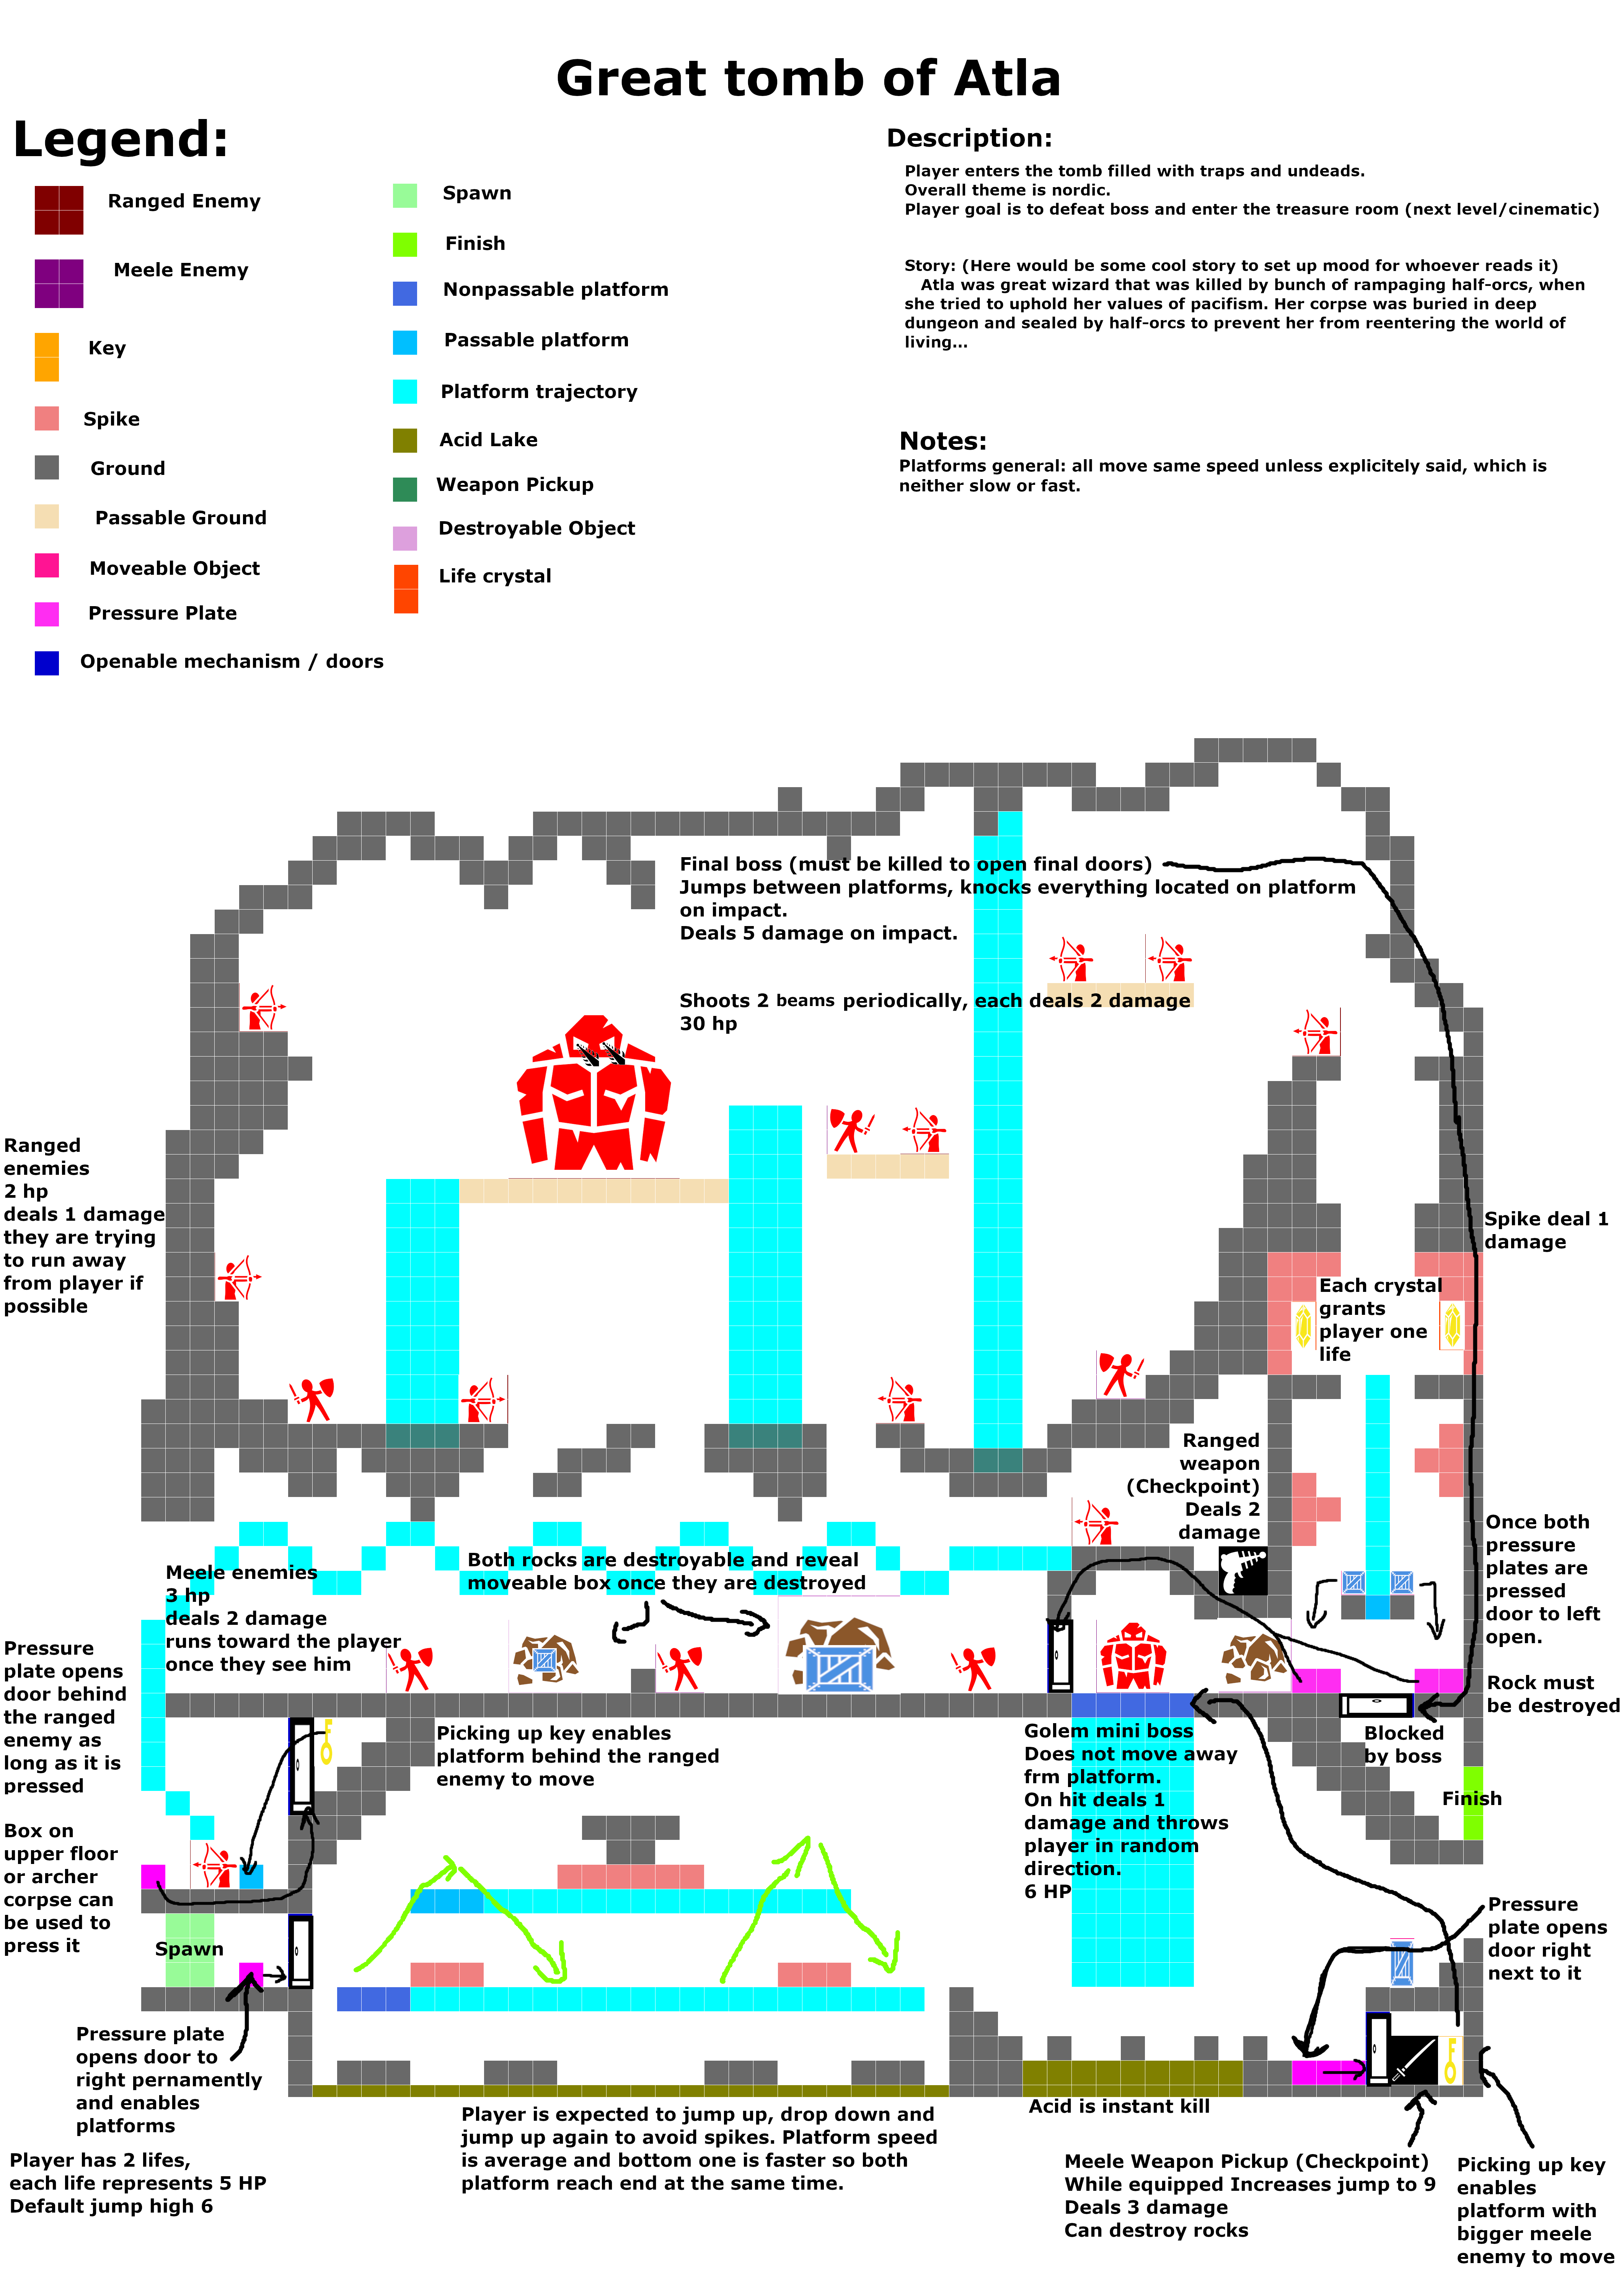 Great tomb of Atla
Legend:
Ranged Enemy
Meele Enemy
Key
Spike
Ground
Passable Ground
Moveable Object
Pressure Plate
Openable mechanism / doors
Spawn
Finish
Nonpassable platform
Passable platform
Platform trajectory
Acid Lake
Weapon Pickup
Destroyable Object
Life crystal
Description:
Player enters the tomb filled with traps and undeads.
Overall theme is nordic.
Player goal is to defeat boss and enter the treasure room (next level/cinematic)
Story: (Here would be some cool story to set up mood for whoever reads it)
Atla was great wizard that was killed by bunch of rampaging half-orcs, when
she tried to uphold her values of pacifism. Her corpse was buried in deep
dungeon and sealed by half-orcs to prevent her from reentering the world of
living...
Notes:
Platforms general: all move same speed unless explicitely said, which is
neither slow or fast.
Final boss (must be killed to open final doors)
Jumps between platforms, knocks everything located on platform
on impact.
Deals 5 damage on impact.
Shoots 2 beams periodically, each deals 2 damage
30 hp
Ranged
enemies
2 hp
deals 1 damage
they are trying
to run away
from player if
possible
Spike deal 1
damage
Each crystal
grants
player one
life
Ranged
weapon
(Checkpoint)
Deals 2
damage
Once both
pressure
plates are
pressed
door to left
open.
Meele enemies
3 hp
deals 2 damage
runs toward the player
once they see him
Both rocks are destroyable and reveal
moveable box once they are destroyed
Pressure
plate opens
door behind
the ranged
enemy as
long as it is
pressed
Rock must
be destroyed
Picking up key enables
platform behind the ranged
enemy to move
Golem mini boss
Does not move away
frm platform.
On hit deals 1
damage and throws
player in random
direction.
6 HP
Blocked
by boss
Finish
Box on
upper floor
or archer
corpse can
be used to
press it
Spawn
Pressure
plate opens
door right
next to it
Pressure plate
opens door to
right pernamently
and enables
platforms
Player has 2 lifes,
each life represents 5 HP
Default jump high 6
Player is expected to jump up, drop down and
jump up again to avoid spikes. Platform speed
is average and bottom one is faster so both
platform reach end at the same time.
Acid is instant kill
Meele Weapon Pickup (Checkpoint)
While equipped Increases jump to 9
Deals 3 damage
Can destroy rocks
Picking up key
enables
platform with
bigger meele
enemy to move